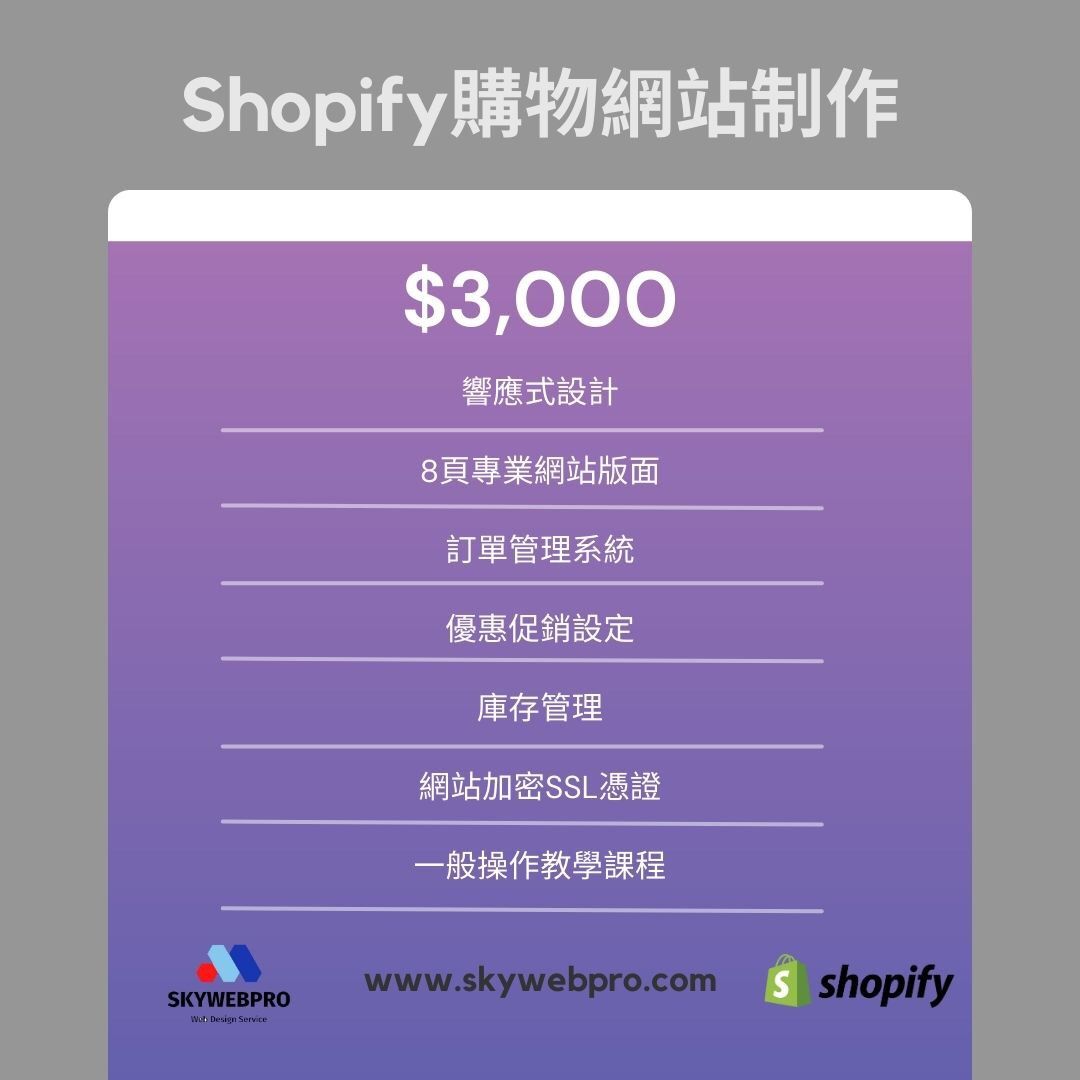 Shopify購物網站制作
$3,000
響應式設計
8頁專業網站版面
訂單管理系統
優惠促銷設定
庫存管理
網站加密SSL憑證
一般操作教學課程
SKYWEBPRO
Web Design Service
www.skywebpro.com
S shopify